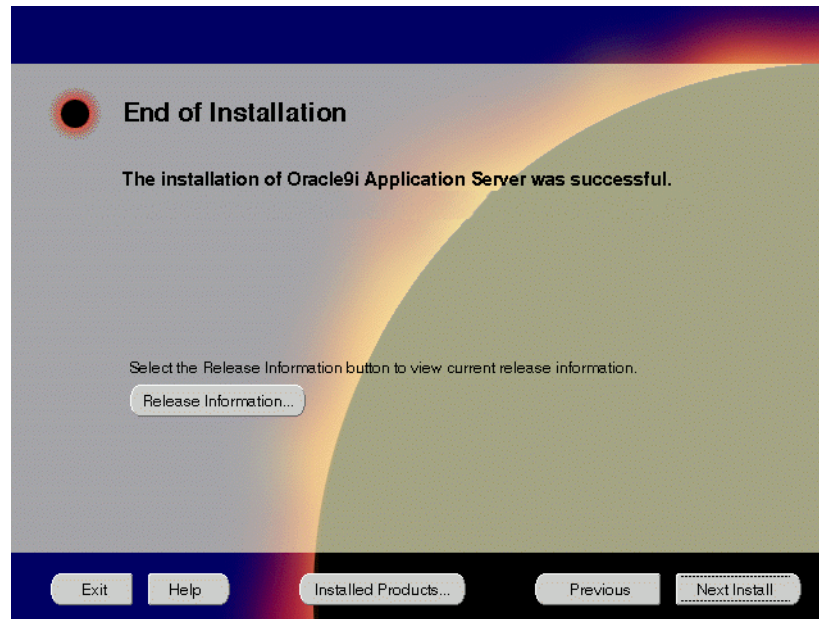 End of Installation
The installation of Oracle9i Application Server was successful.
Select the Release Information button to view current release information.
Release Information...
Exit
Help
Installed Products...
Previous
Next Install